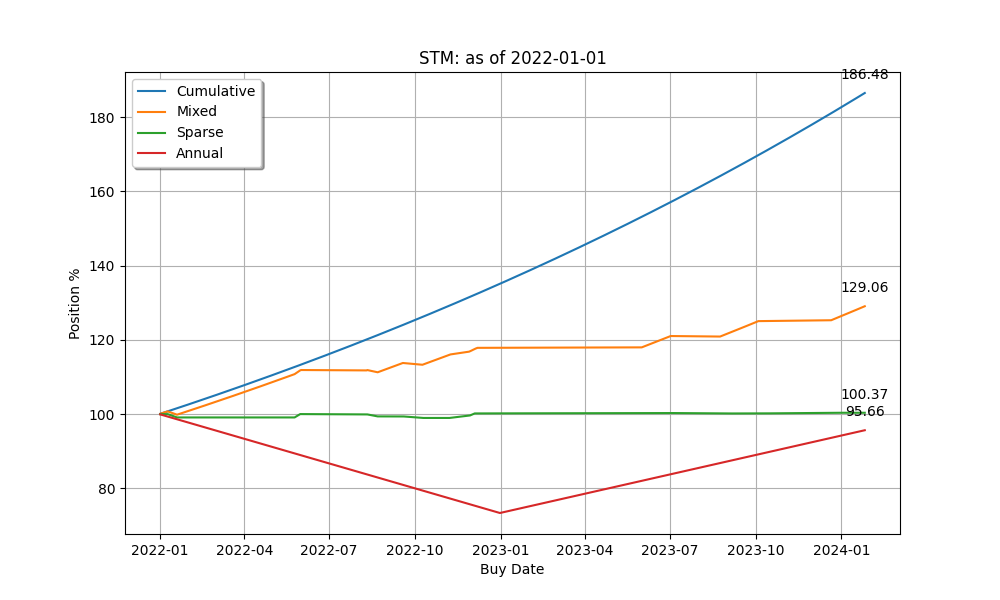 STM: as of 2022-01-01
186.48
Cumulative
Mixed
Sparse
Annual
180
160
140
120
100
80
129.06
100.37
95.66
Position %
2022-01 2022-04 2022-07 2022-10 2023-01 2023-04 2023-07 2023-10 2024-01
Buy Date